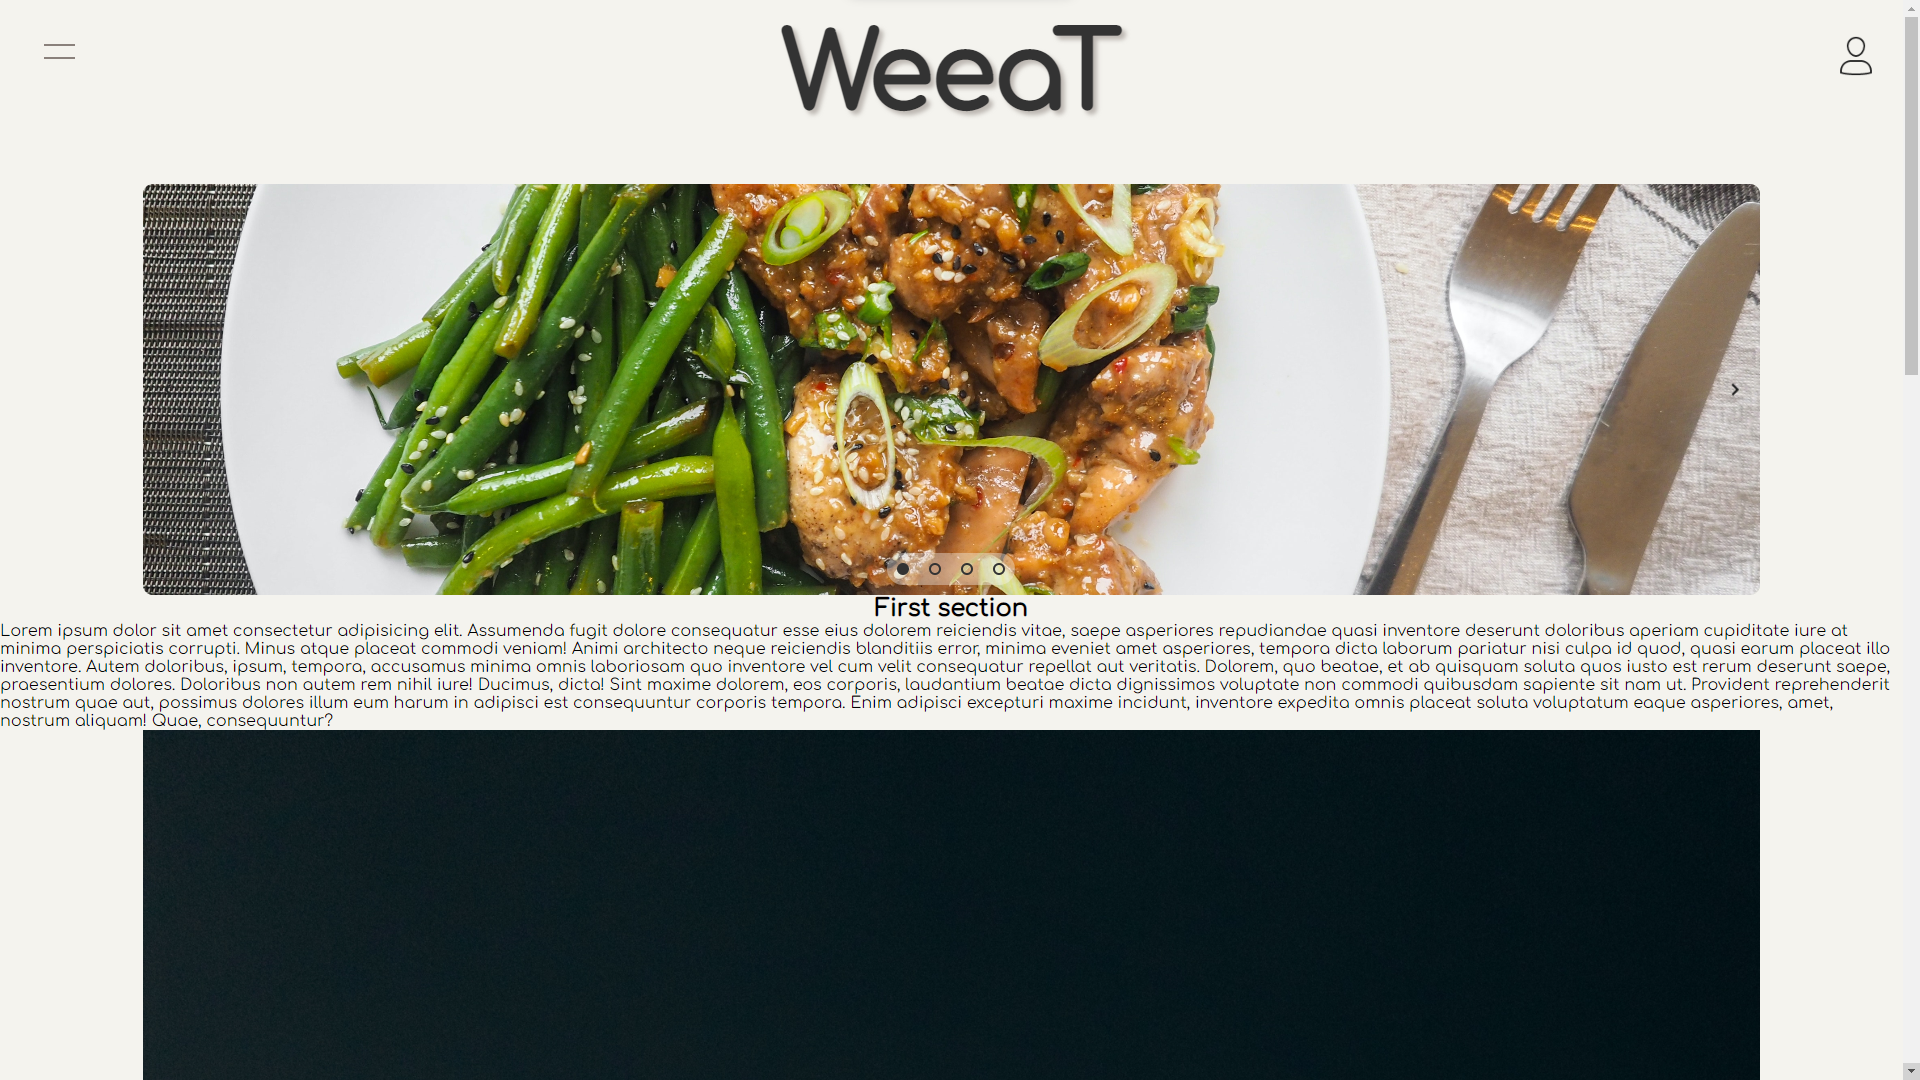 WeeaT
First section
Lorem ipsum dolor sit amet consectetur adipisicing elit. Assumenda fugit dolore consequatur esse eius dolorem reiciendis vitae, saepe asperiores repudiandae quasi inventore deserunt doloribus aperiam cupiditate iure at
minima perspiciatis corrupti. Minus atque placeat commodi veniam! Animi architecto neque reiciendis blanditiis error, minima eveniet amet asperiores, tempora dicta laborum pariatur nisi culpa id quod, quasi earum placeat illo
inventore. Autem doloribus, ipsum, tempora, accusamus minima omnis laboriosam quo inventore vel cum velit consequatur repellat aut veritatis. Dolorem, quo beatae, et ab quisquam soluta quos iusto est rerum deserunt saepe,
praesentium dolores. Doloribus non autem rem nihil iure! Ducimus, dicta! Sint maxime dolorem, eos corporis, laudantium beatae dicta dignissimos voluptate non commodi quibusdam sapiente sit nam ut. Provident reprehenderit
nostrum quae aut, possimus dolores illum eum harum in adipisci est consequuntur corporis tempora. Enim adipisci excepturi maxime incidunt, inventore expedita omnis placeat soluta voluptatum eaque asperiores, amet,
nostrum aliquam! Quae, consequuntur?